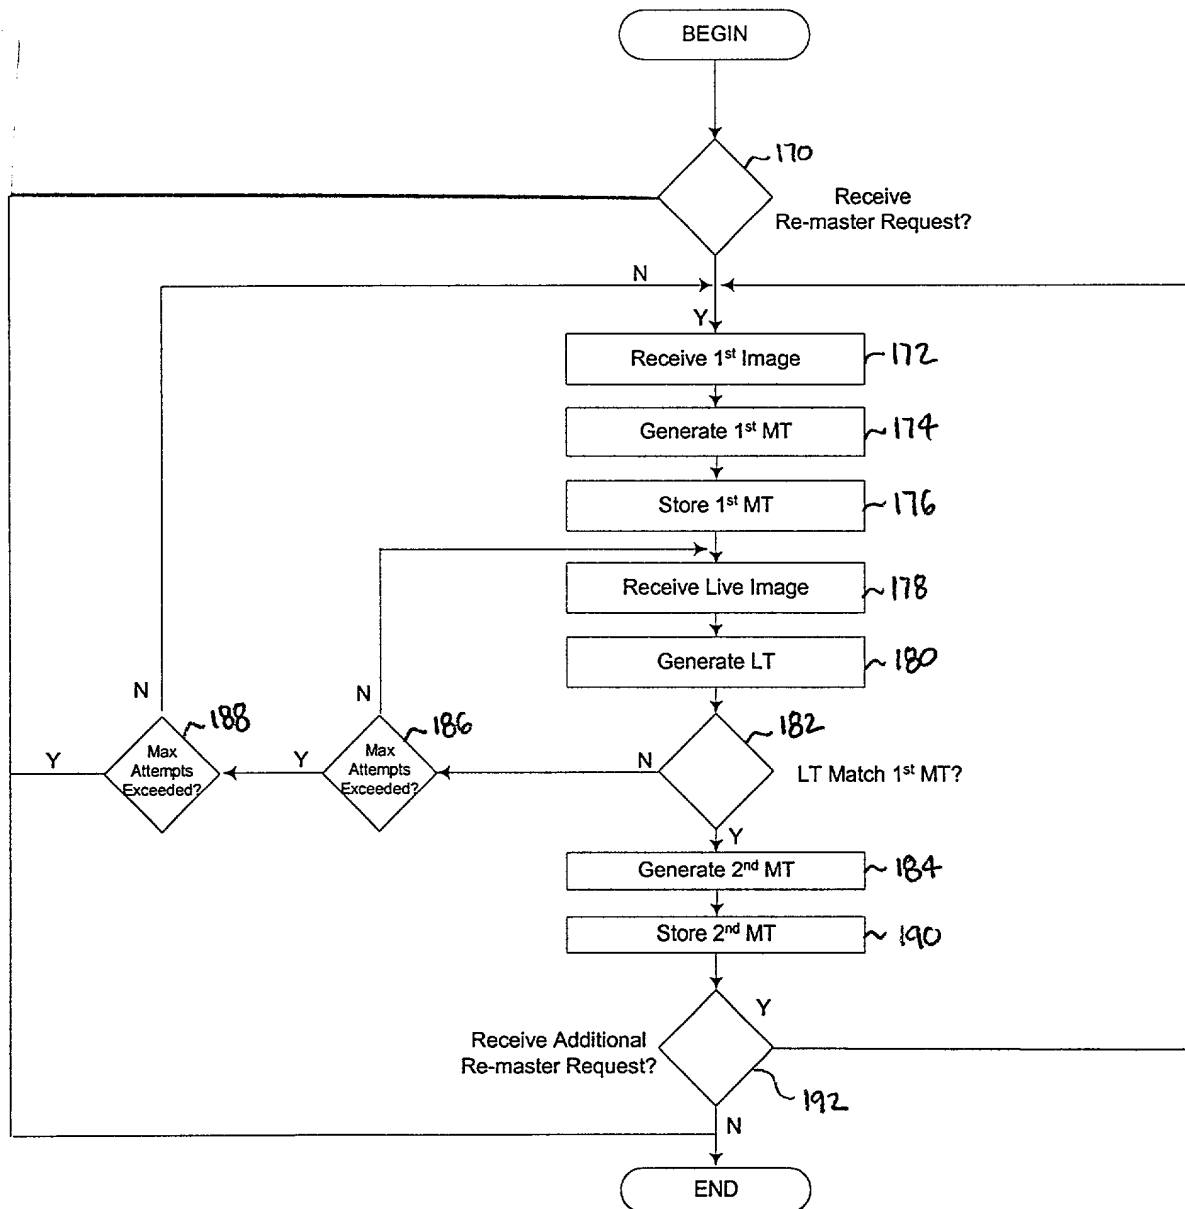 BEGIN
170
Receive
Re-master Request?
N
Y
Receive 1st Image
172
Generate 1st MT
174
Store 1st MT
176
Receive Live Image
178
Generate LT
180
N
188
Max
Attempts
Exceeded?
Y
N
186
Max
Attempts
Exceeded?
Y
N
182
LT Match 1st MT?
Y
Generate 2nd MT
184
Store 2nd MT
190
Y
Receive Additional
Re-master Request?
192
N
END